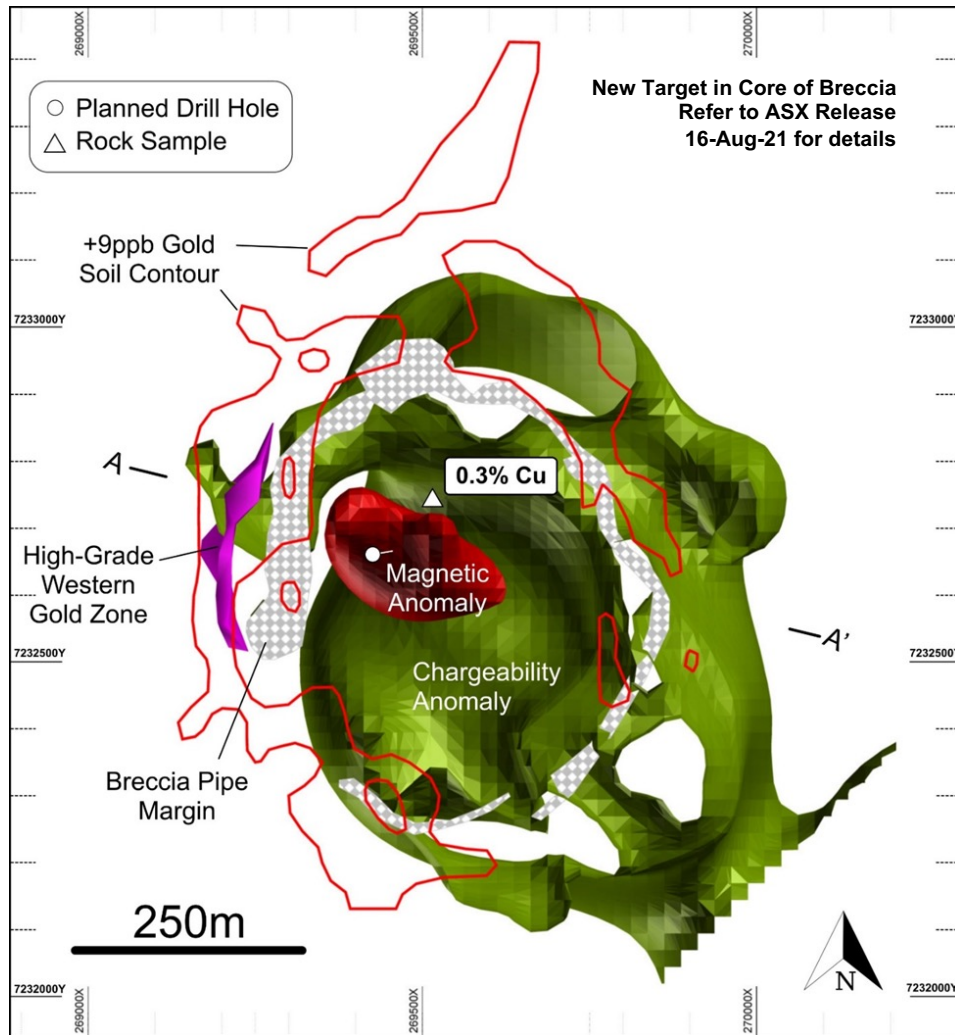 269000X
269500X
270000X
New Target in Core of Breccia
Refer to ASX Release
16-Aug-21 for details
Planned Drill Hole
Rock Sample
+9ppb Gold
Soil Contour
7233000Y
7233000Y
A
0.3% Cu
High-Grade
Western
Gold Zone
Magnetic
Anomaly
A'
7232500Y
7232500Y
Chargeability
Anomaly
Breccia Pipe
Margin
250m
N
7232000Y
7232000Y
269000X
269500X
270000X